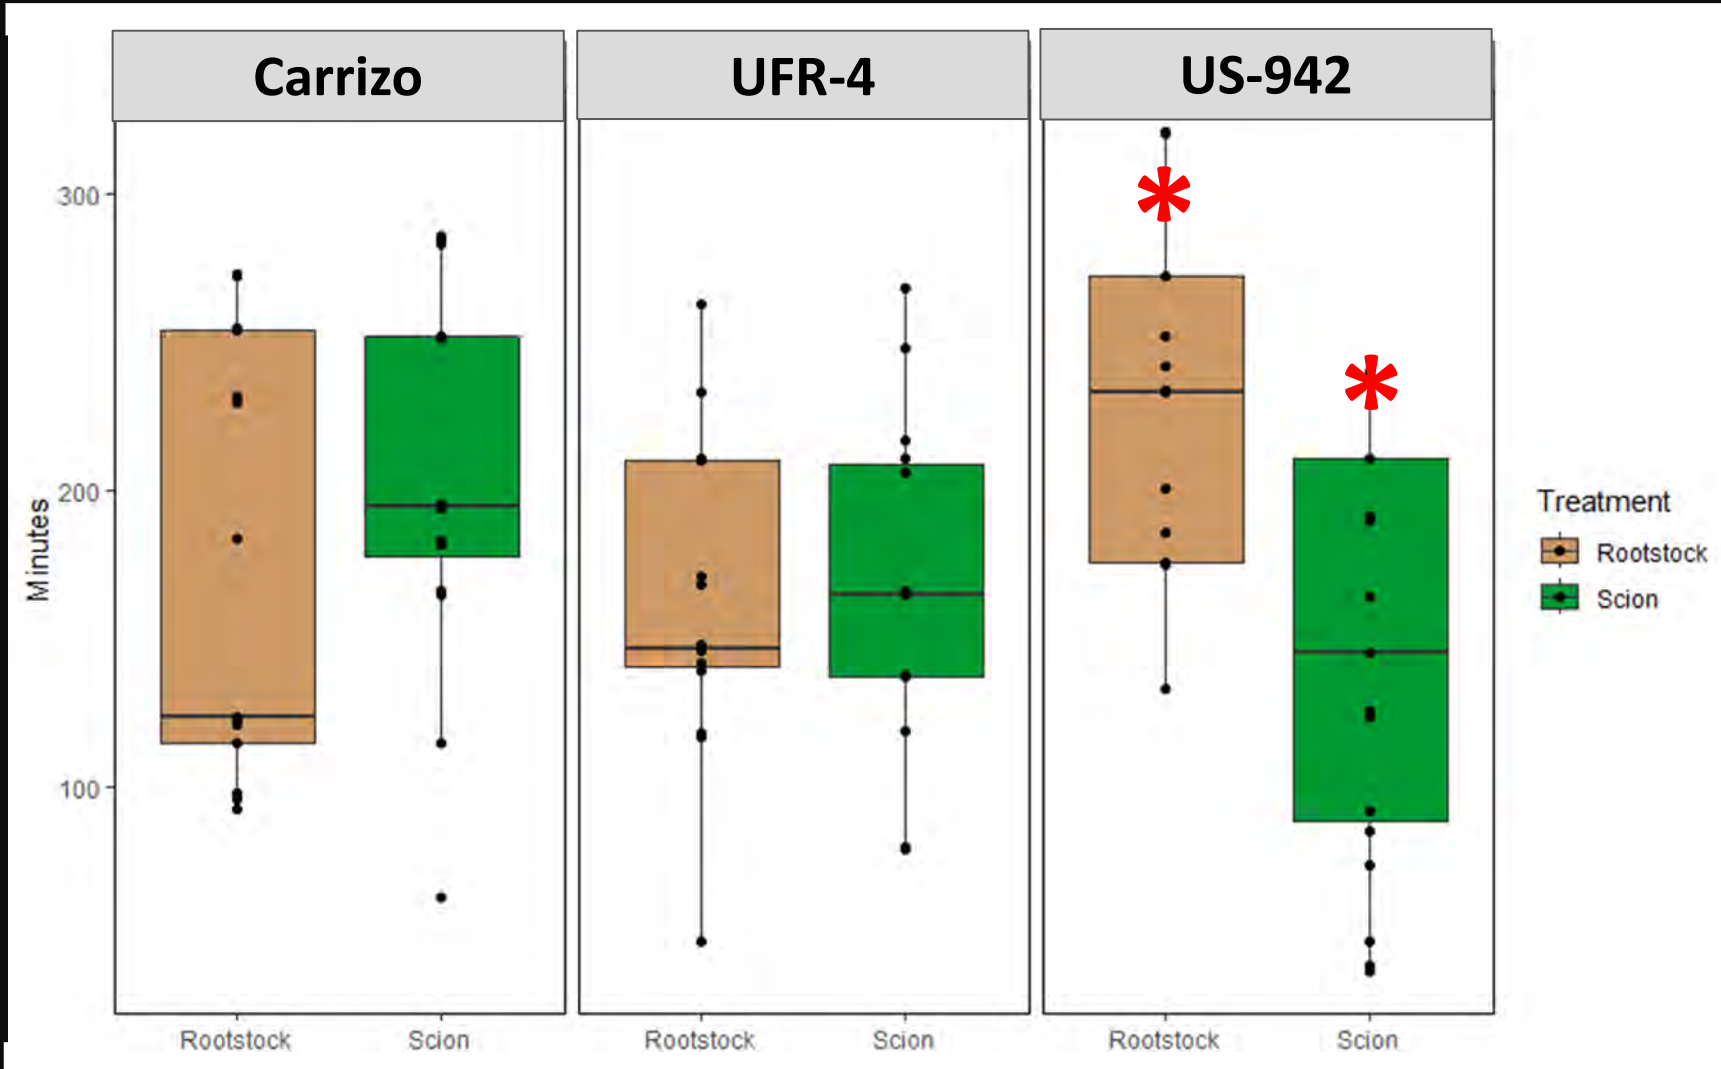 Carrizo
UFR-4
US-942
Minutes
300
200
100
*
*
Rootstock
Scion
Rootstock
Scion
Rootstock
Scion
Treatment
Rootstock
Scion